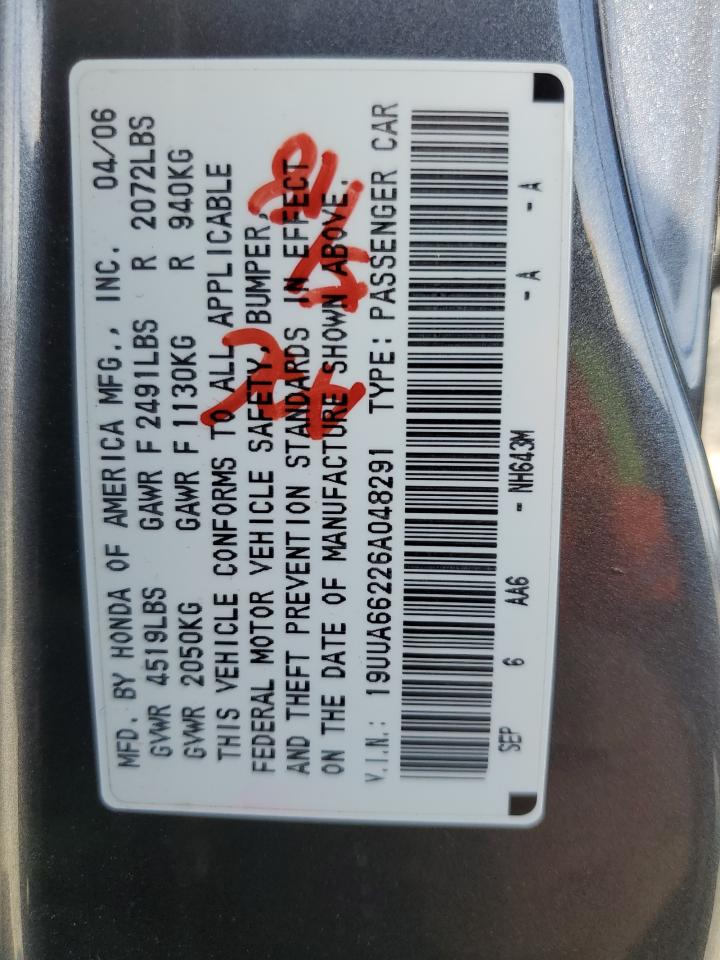 MFD. BY HONDA OF AMERICA MFG., INC. 04/06
GVWR 4519LBS GAWR F 2491LBS R 2072LBS
GVWR 2050KG GAWR F 1130KG R 940KG
THIS VEHICLE CONFORMS TO ALL APPLICABLE
FEDERAL MOTOR VEHICLE SAFETY, BUMPER,
AND THEFT PREVENTION STANDARDS IN EFFECT
ON THE DATE OF MANUFACTURE SHOWN ABOVE.
V.I.N.: 19UUA66226A048291 TYPE: PASSENGER CAR
SEP 6 AA6 - NH643M - A - A